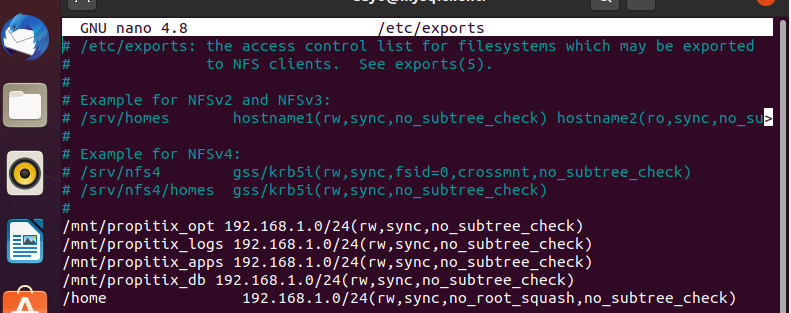 GNU nano 4.8 /etc/exports
# /etc/exports: the access control list for filesystems which may be exported
# to NFS clients. See exports(5).
#
# Example for NFSv2 and NFSv3:
# /srv/homes hostname1(rw,sync,no_subtree_check) hostname2(ro,sync,no_su>
#
# Example for NFSv4:
# /srv/nfs4 gss/krb5i(rw,sync,fsid=0,crossmnt,no_subtree_check)
# /srv/nfs4/homes gss/krb5i(rw,sync,no_subtree_check)
#
/mnt/propitix_opt 192.168.1.0/24(rw,sync,no_subtree_check)
/mnt/propitix_logs 192.168.1.0/24(rw,sync,no_subtree_check)
/mnt/propitix_apps 192.168.1.0/24(rw,sync,no_subtree_check)
/mnt/propitix_db 192.168.1.0/24(rw,sync,no_subtree_check)
/home 192.168.1.0/24(rw,sync,no_root_squash,no_subtree_check)